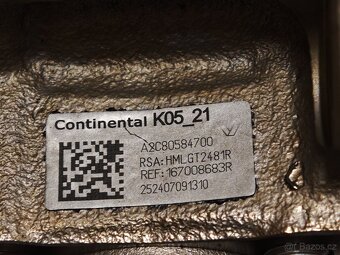 Continental K05_21
A2C80584700
RSA:HMLGT2481R
REF:167008683R
252407091310